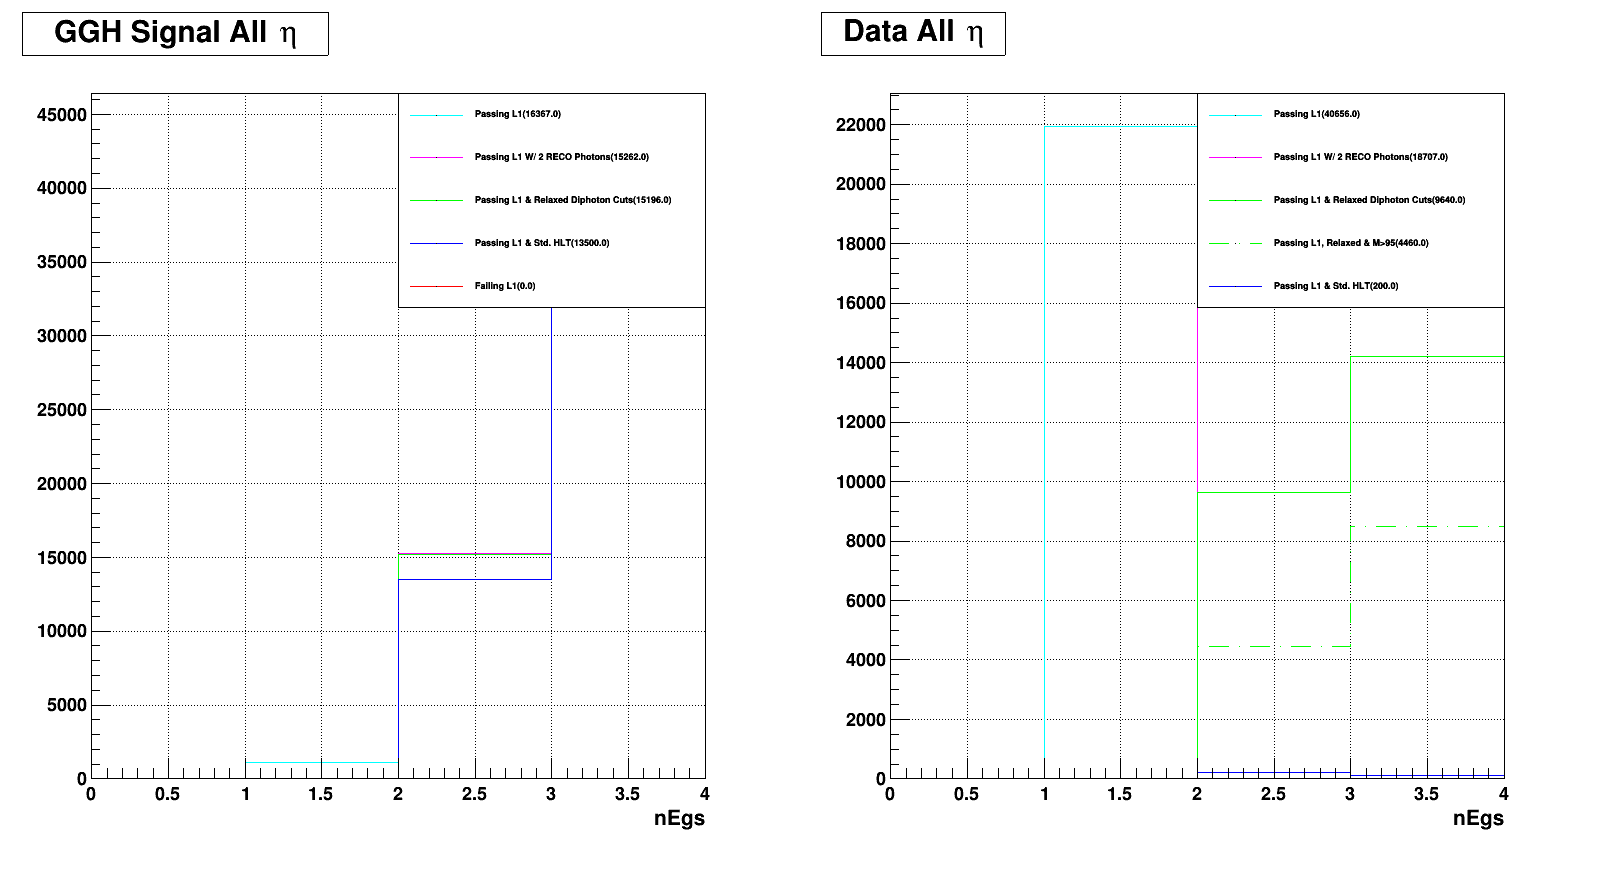 GGH Signal All η
45000
40000
35000
30000
25000
20000
15000
10000
5000
0
0 0.5 1 1.5 2 2.5 3 3.5 4
nEgs
Passing L1(16367.0)
Passing L1 W/ 2 RECO Photons(15262.0)
Passing L1 & Relaxed Diphoton Cuts(15196.0)
Passing L1 & Std. HLT(13500.0)
Failing L1(0.0)
Data All η
22000
20000
18000
16000
14000
12000
10000
8000
6000
4000
2000
0
0 0.5 1 1.5 2 2.5 3 3.5 4
nEgs
Passing L1(40656.0)
Passing L1 W/ 2 RECO Photons(18707.0)
Passing L1 & Relaxed Diphoton Cuts(9640.0)
Passing L1, Relaxed & M>95(4460.0)
Passing L1 & Std. HLT(200.0)